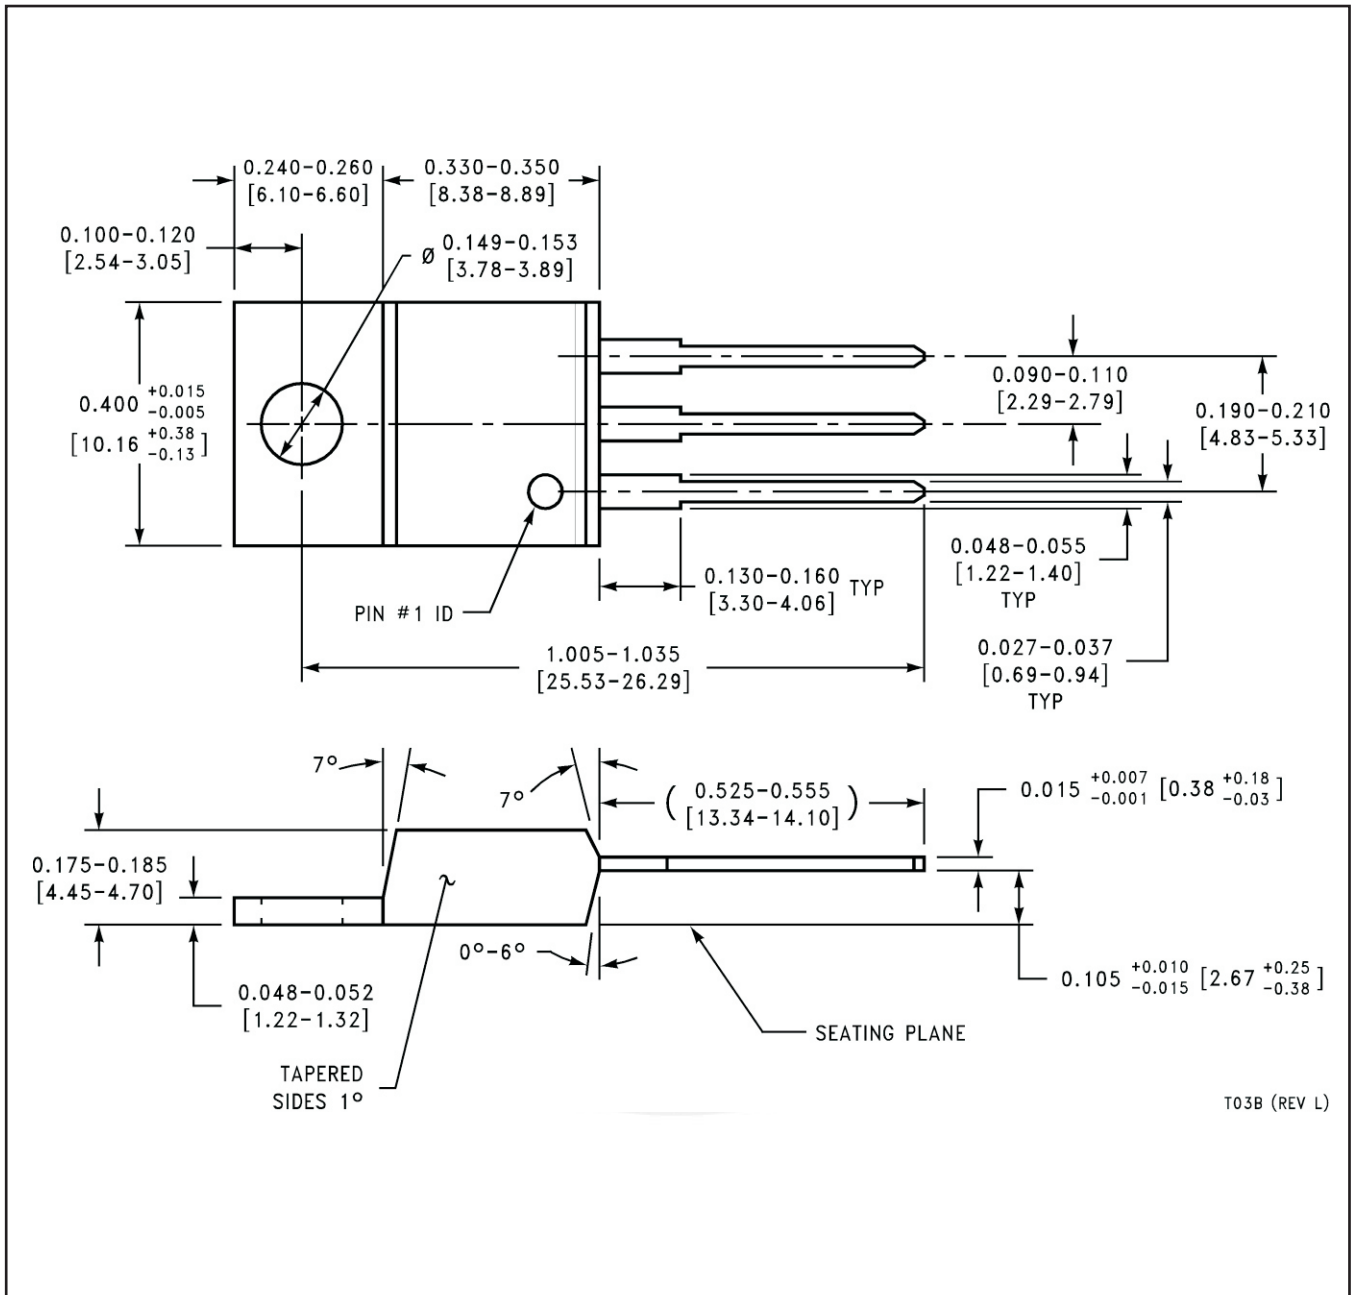 0.240-0.260
[6.10-6.60]
0.330-0.350
[8.38-8.89]
0.100-0.120
[2.54-3.05]
Ø 0.149-0.153
[3.78-3.89]
0.400 +0.015 -0.005
[10.16 +0.38 -0.13]
0.090-0.110
[2.29-2.79]
0.190-0.210
[4.83-5.33]
0.048-0.055
[1.22-1.40]
TYP
0.130-0.160 TYP
[3.30-4.06]
PIN #1 ID
0.027-0.037
[0.69-0.94]
TYP
1.005-1.035
[25.53-26.29]
7°
7°
(0.525-0.555)
[13.34-14.10]
0.015 +0.007 -0.001 [0.38 +0.18 -0.03]
0.175-0.185
[4.45-4.70]
0°-6°
0.105 +0.010 -0.015 [2.67 +0.25 -0.38]
0.048-0.052
[1.22-1.32]
SEATING PLANE
TAPERED
SIDES 1°
T03B (REV L)